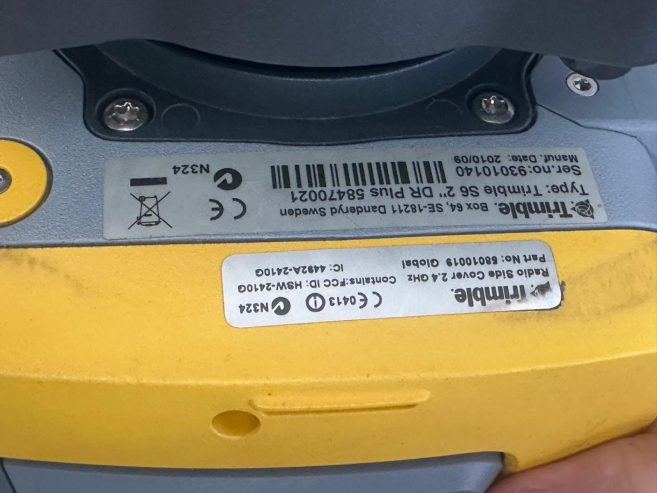 Trimble.
Box 64, SE-18211 Danderyd Sweden
Type: Trimble S6 2" DR Plus 58470021
Ser.no:93010140
Manuf. Date: 2010/09
CE
N324
Trimble.
Radio Side Cover 2.4 GHz
Part No: 58010019 Global
CE0413
N324
Contains:FCC ID: HSW-2410G
IC: 4492A-2410G